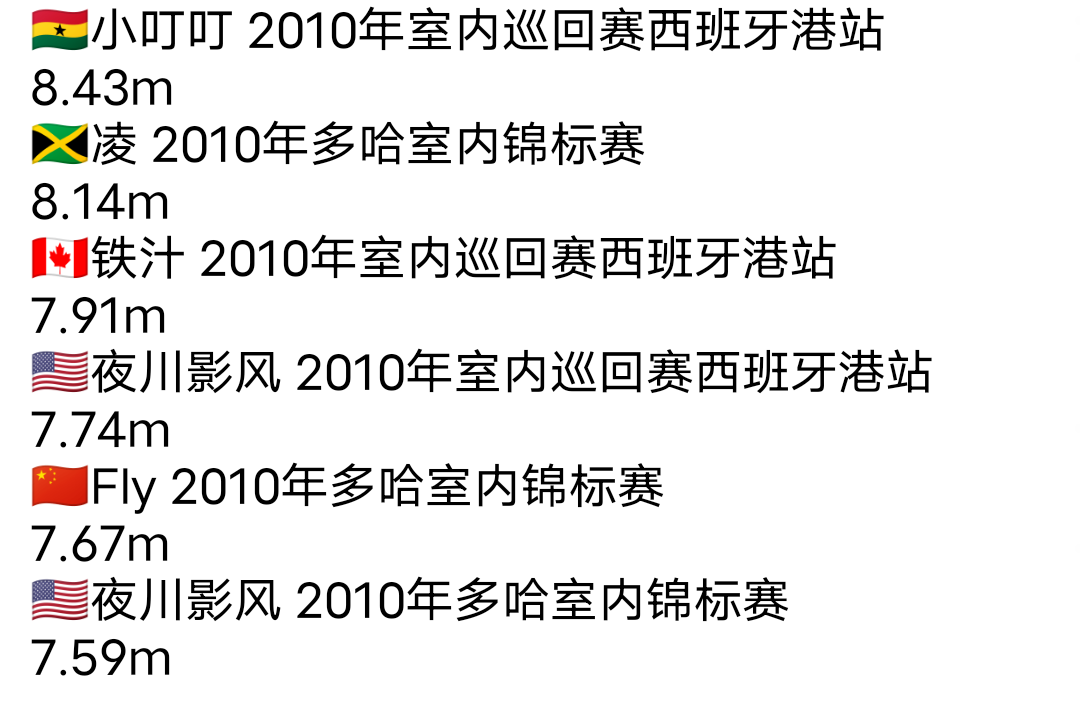 🇬🇭小叮叮 2010年室内巡回赛西班牙港站
8.43m
🇯🇲凌 2010年多哈室内锦标赛
8.14m
🇨🇦铁汁 2010年室内巡回赛西班牙港站
7.91m
🇺🇸夜川影风 2010年室内巡回赛西班牙港站
7.74m
🇨🇳Fly 2010年多哈室内锦标赛
7.67m
🇺🇸夜川影风 2010年多哈室内锦标赛
7.59m